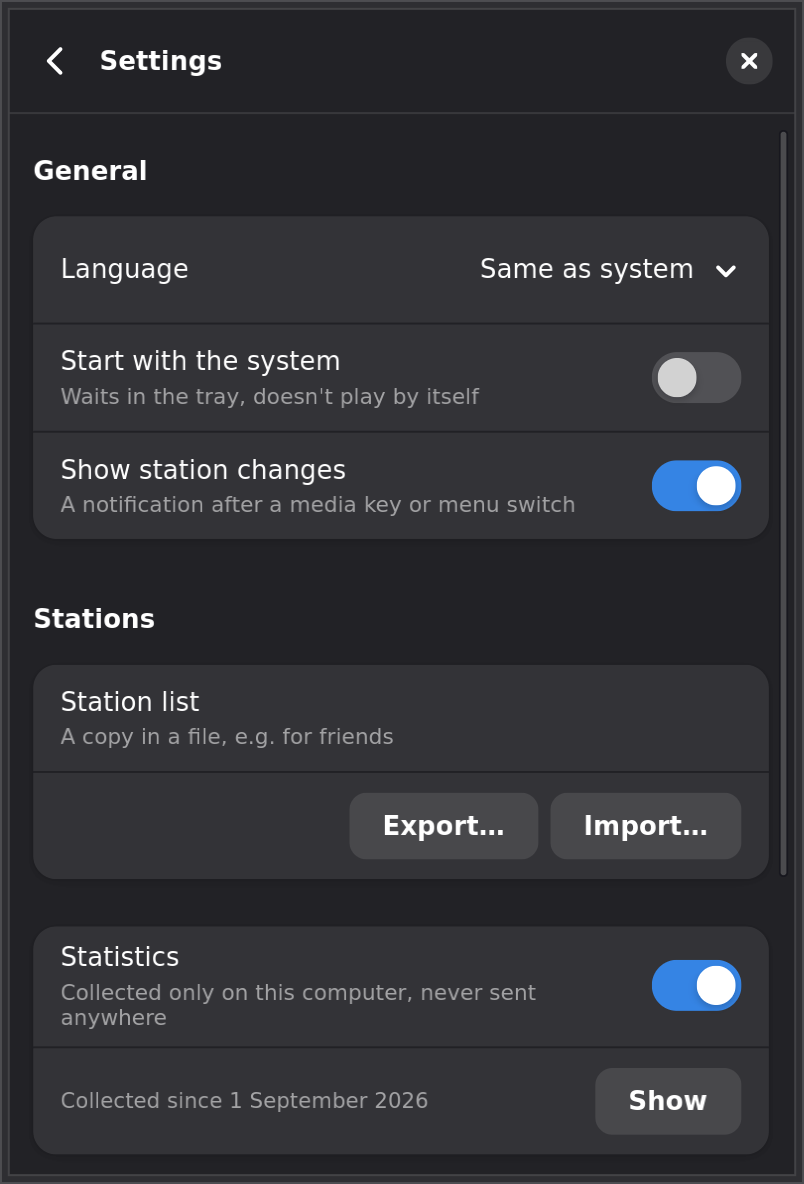 Settings
General
Language
Same as system
Start with the system
Waits in the tray, doesn't play by itself
Show station changes
A notification after a media key or menu switch
Stations
Station list
A copy in a file, e.g. for friends
Export…
Import…
Statistics
Collected only on this computer, never sent
anywhere
Collected since 1 September 2026
Show